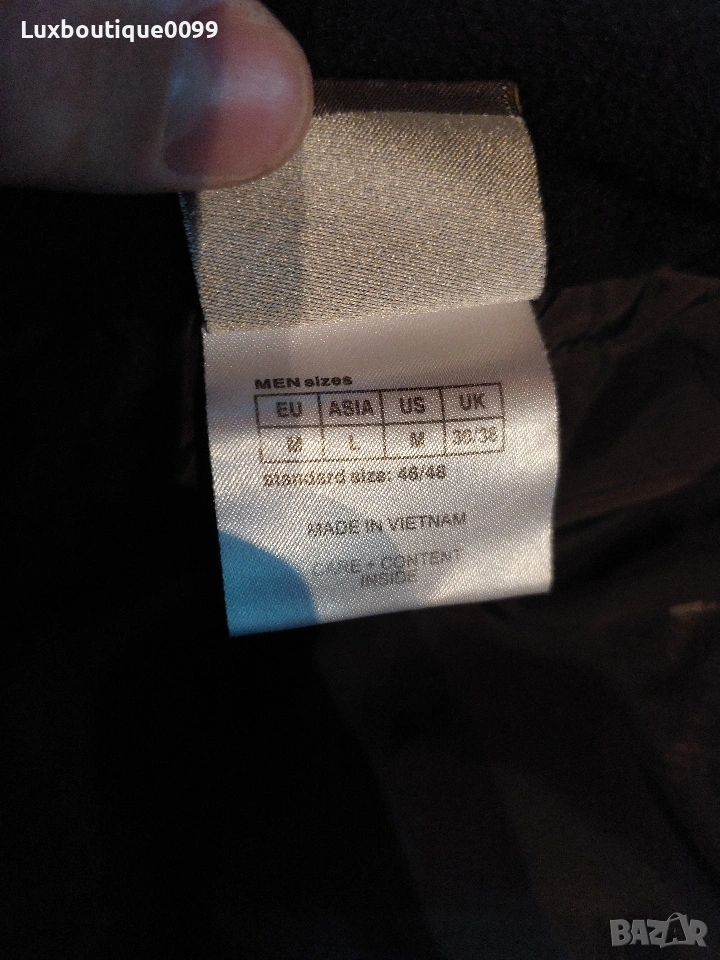 Luxboutique0099
MEN sizes
EU ASIA US UK
M L M 36/38
standard size: 46/48
MADE IN VIETNAM
CARE + CONTENT
INSIDE
BAZAR